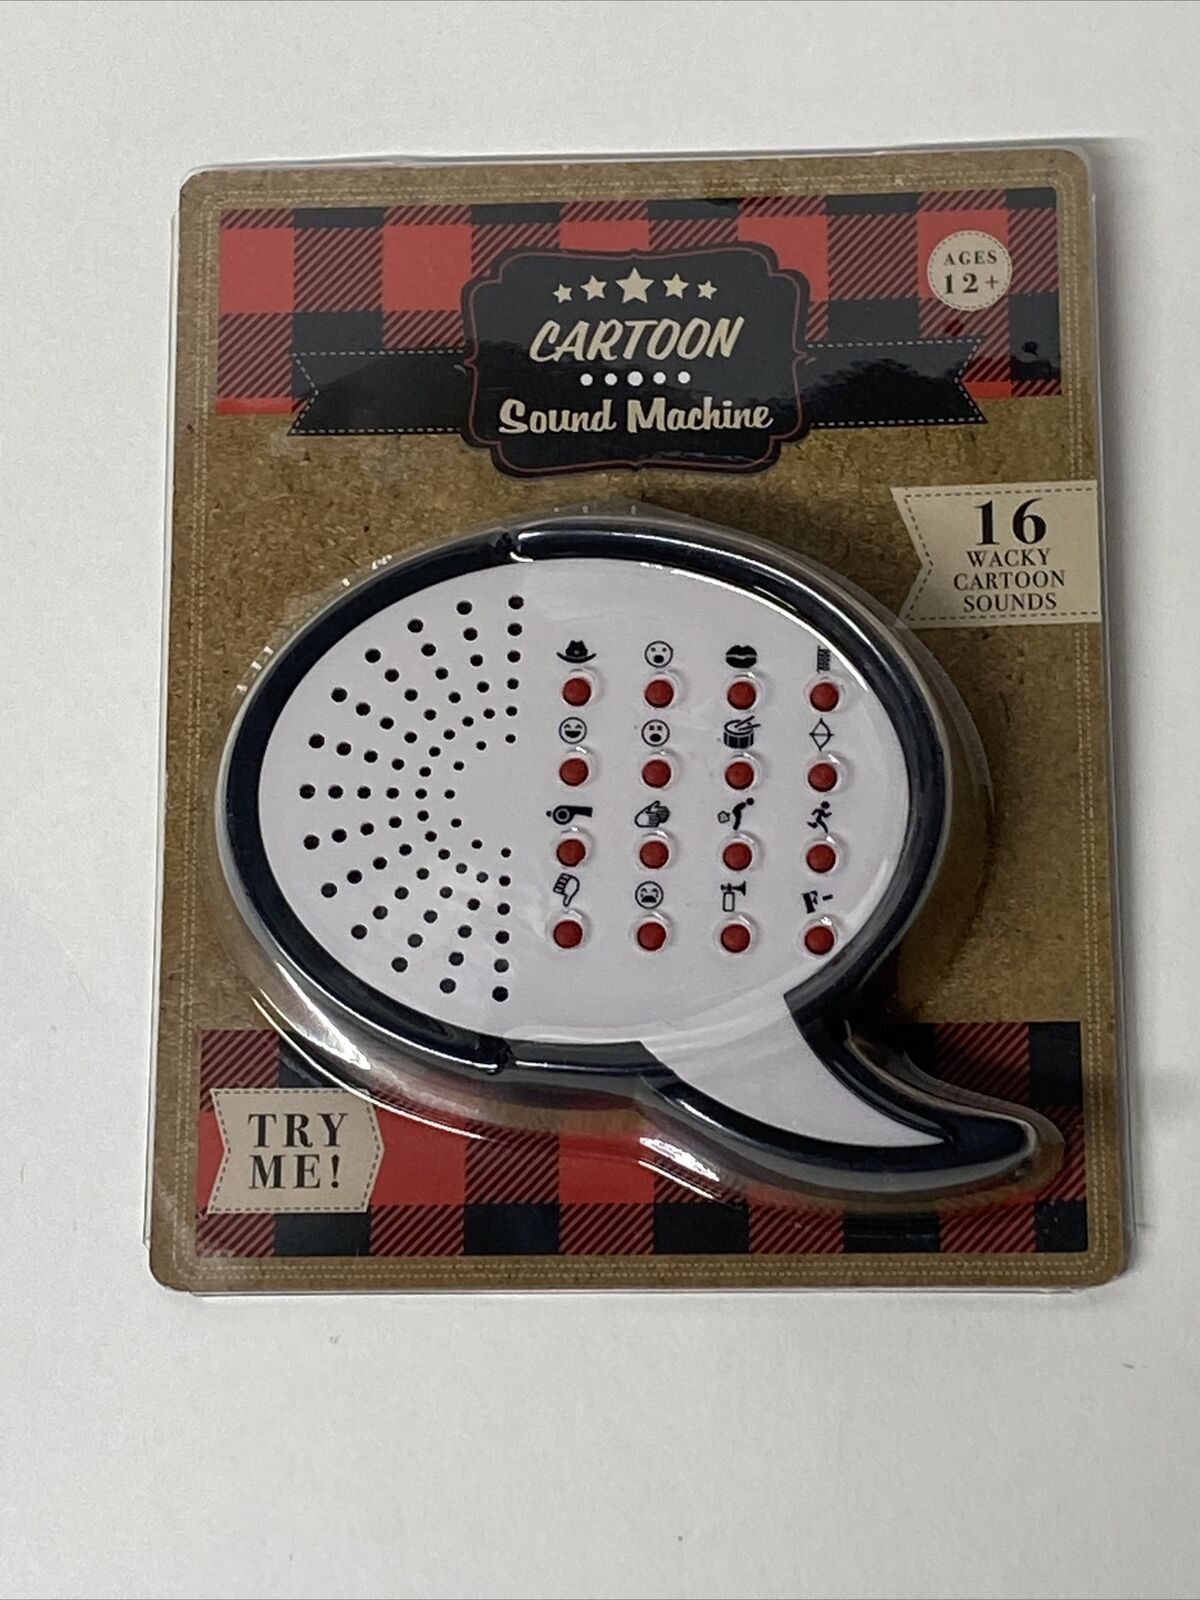 AGES
12+
CARTOON
Sound Machine
16
WACKY
CARTOON
SOUNDS
F-
TRY
ME!